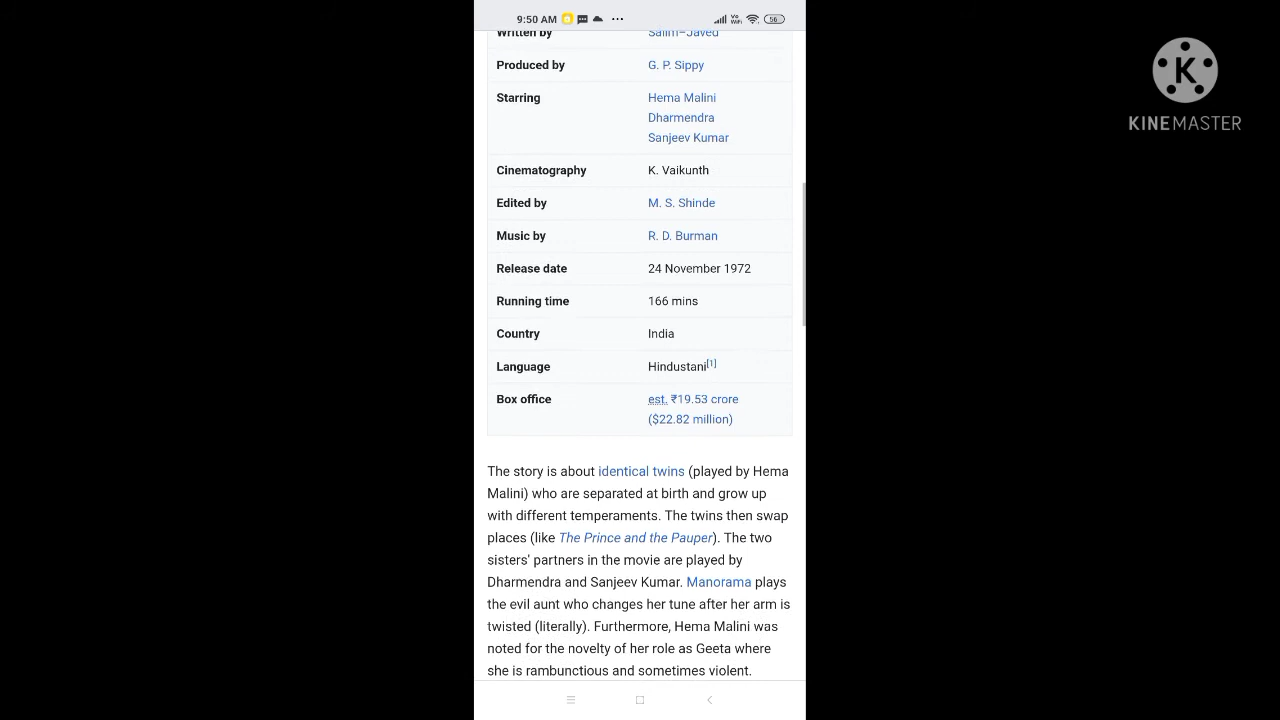 9:50 AM
Vo WiFi
56
Written by Salim–Javed
Produced by G. P. Sippy
Starring Hema Malini
Dharmendra
Sanjeev Kumar
Cinematography K. Vaikunth
Edited by M. S. Shinde
Music by R. D. Burman
Release date 24 November 1972
Running time 166 mins
Country India
Language Hindustani[1]
Box office est. ₹19.53 crore
($22.82 million)
The story is about identical twins (played by Hema
Malini) who are separated at birth and grow up
with different temperaments. The twins then swap
places (like The Prince and the Pauper). The two
sisters' partners in the movie are played by
Dharmendra and Sanjeev Kumar. Manorama plays
the evil aunt who changes her tune after her arm is
twisted (literally). Furthermore, Hema Malini was
noted for the novelty of her role as Geeta where
she is rambunctious and sometimes violent.
K
KINEMASTER